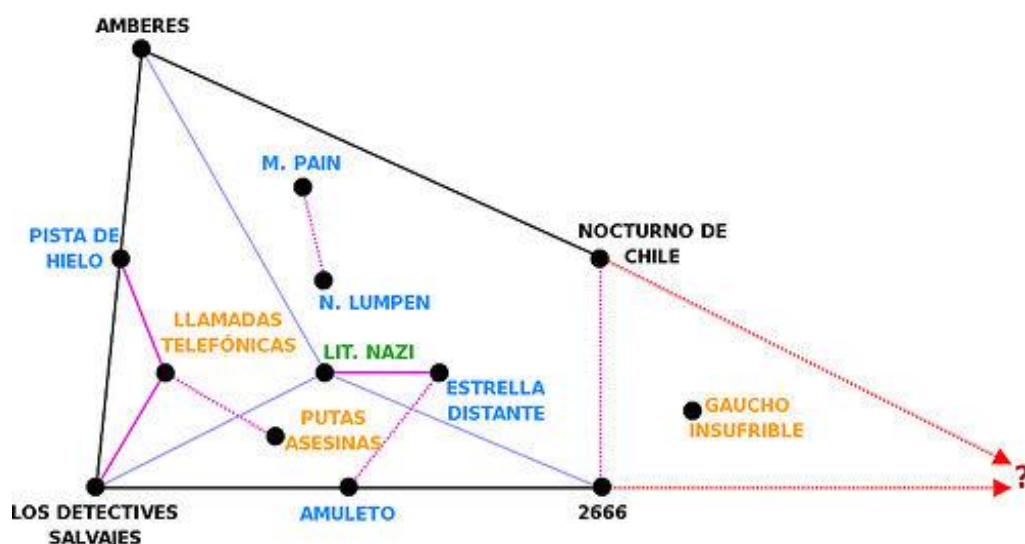 AMBERES
M. PAIN
PISTA DE
HIELO
NOCTURNO DE
CHILE
N. LUMPEN
LLAMADAS
TELEFÓNICAS
LIT. NAZI
ESTRELLA
DISTANTE
PUTAS
ASESINAS
GAUCHO
INSUFRIBLE
?
LOS DETECTIVES
SALVAJES
AMULETO
2666